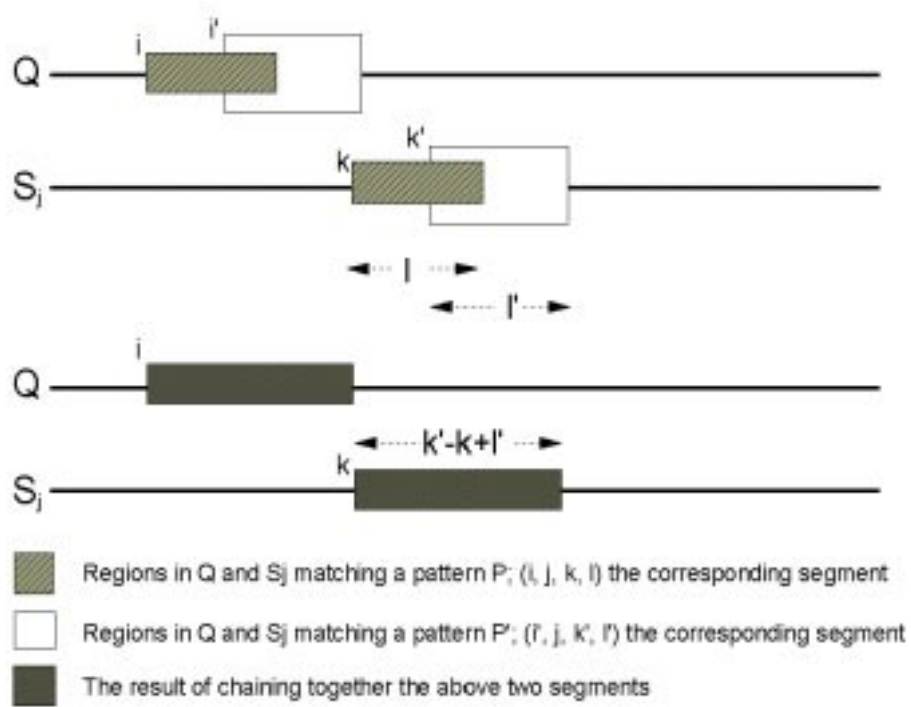 i i'
Q
k k'
Sj
l
l'
i
Q
k'-k+l'
k
Sj
Regions in Q and Sj matching a pattern P; (i, j, k, l) the corresponding segment
Regions in Q and Sj matching a pattern P'; (i', j, k', l') the corresponding segment
The result of chaining together the above two segments